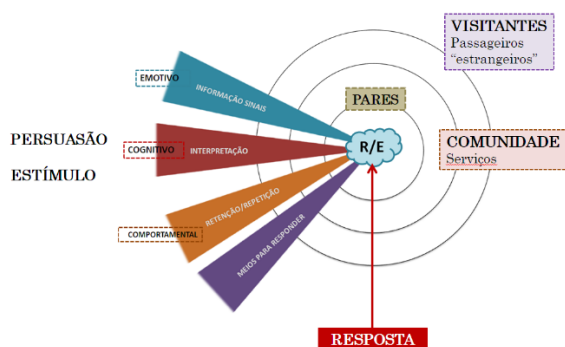 VISITANTES
Passageiros
“estrangeiros”
EMOTIVO
INFORMAÇÃO SINAIS
PARES
PERSUASÃO
ESTÍMULO
COGNITIVO
INTERPRETAÇÃO
R/E
COMUNIDADE
Serviços
RETENÇÃO/REPETIÇÃO
COMPORTAMENTAL
MEIOS PARA RESPONDER
RESPOSTA